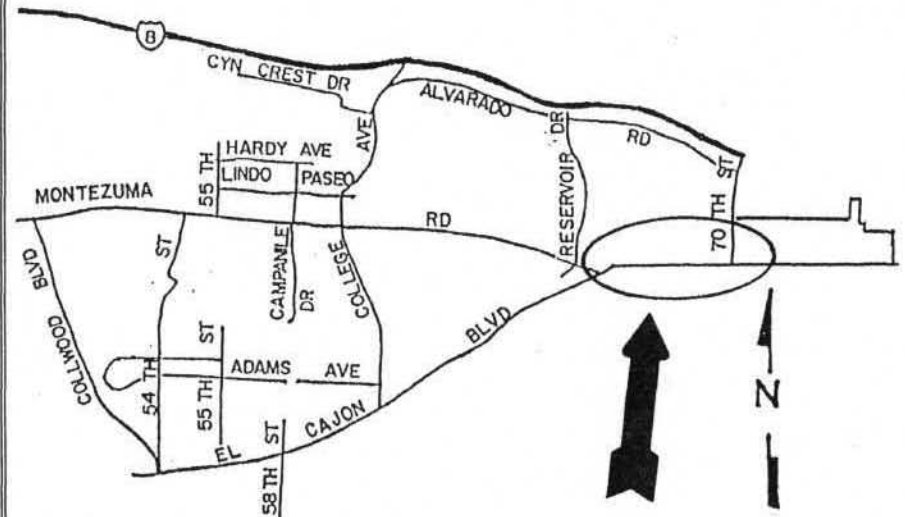 8
CYN CREST DR
ALVARADO RD
AVE
DR
HARDY AVE
LINDO PASEO
55 TH
MONTEZUMA RD
RESERVOIR
ST
70 TH
BLVD
COLLWOOD
ST
CAMPANILE
DR
COLLEGE
BLVD
ST
ADAMS AVE
54 TH
55 TH
EL CAJON
ST
58 TH
N